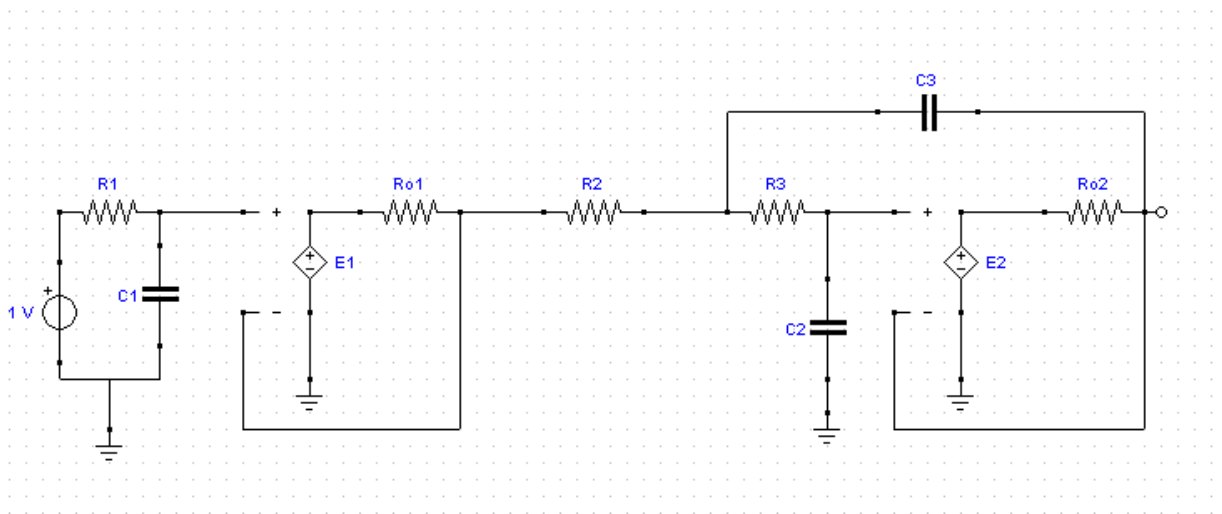 C3
R1
Ro1
R2
R3
Ro2
+
+
+
-
E1
+
-
E2
+
1 V
C1
-
C2
-